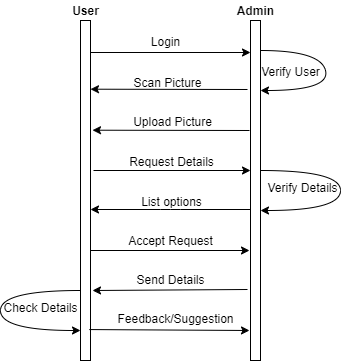 User
Admin
Login
Verify User
Scan Picture
Upload Picture
Request Details
Verify Details
List options
Accept Request
Send Details
Check Details
Feedback/Suggestion